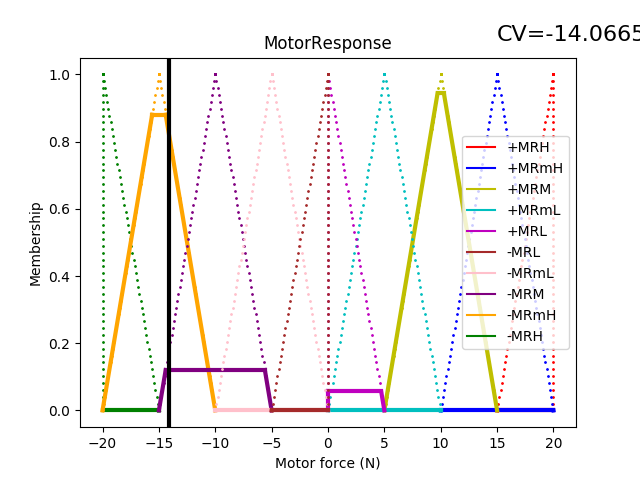 CV=-14.0665
MotorResponse
1.0
0.8
0.6
0.4
0.2
0.0
Membership
+MRH
+MRmH
+MRM
+MRmL
+MRL
-MRL
-MRmL
-MRM
-MRmH
-MRH
−20 −15 −10 −5 0 5 10 15 20
Motor force (N)